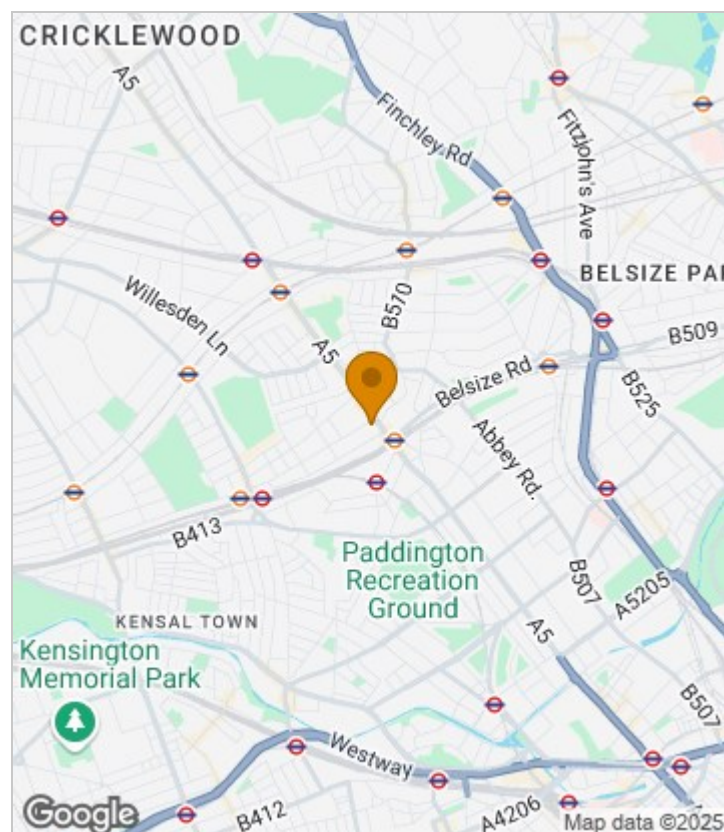 CRICKLEWOOD
A5
Finchley Rd
Fitzjohn's Ave
BELSIZE PAR
Willesden Ln
B570
A5
B509
Belsize Rd
B525
Abbey Rd.
B413
Paddington
Recreation
Ground
B507
A5205
KENSAL TOWN
A5
Kensington
Memorial Park
B507
Westway
Google
B412
A4206
Map data ©2025